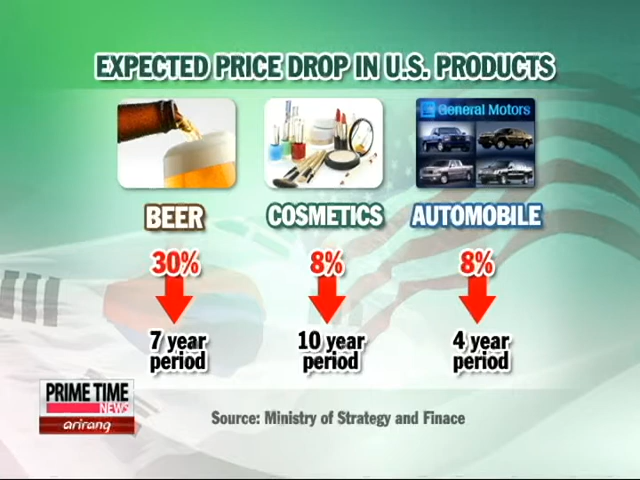 EXPECTED PRICE DROP IN U.S. PRODUCTS
General Motors
BEER
COSMETICS
AUTOMOBILE
30%
8%
8%
7 year
period
10 year
period
4 year
period
PRIME TIME
NEWS
arirang
Source: Ministry of Strategy and Finace